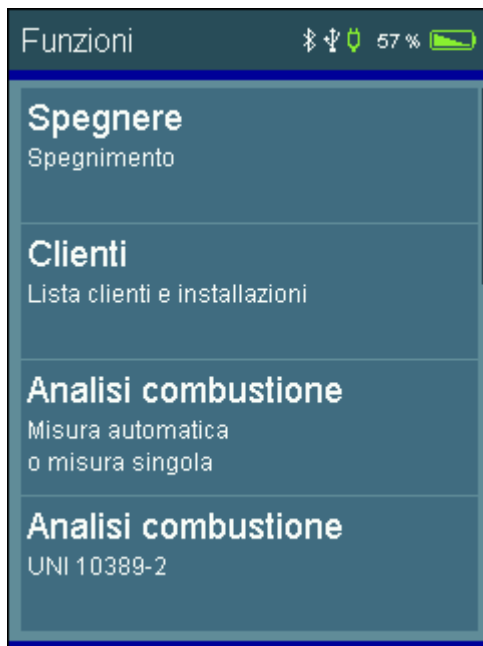 Funzioni 57 %
Spegnere
Spegnimento
Clienti
Lista clienti e installazioni
Analisi combustione
Misura automatica
o misura singola
Analisi combustione
UNI 10389-2